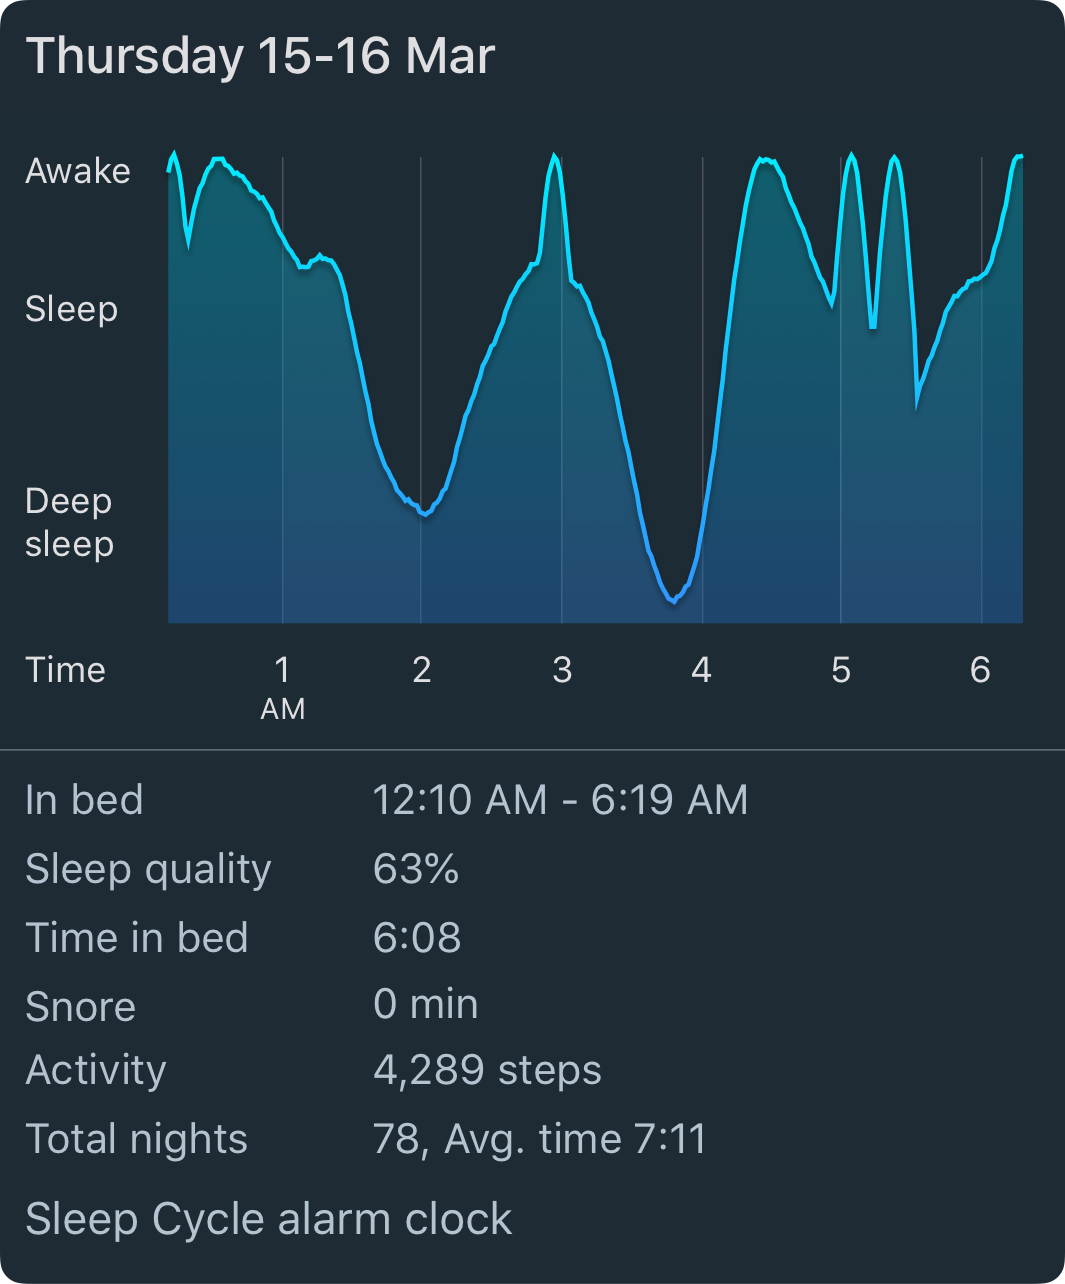 Thursday 15-16 Mar
Awake
Sleep
Deep
sleep
Time 1 2 3 4 5 6
AM
In bed 12:10 AM - 6:19 AM
Sleep quality 63%
Time in bed 6:08
Snore 0 min
Activity 4,289 steps
Total nights 78, Avg. time 7:11
Sleep Cycle alarm clock